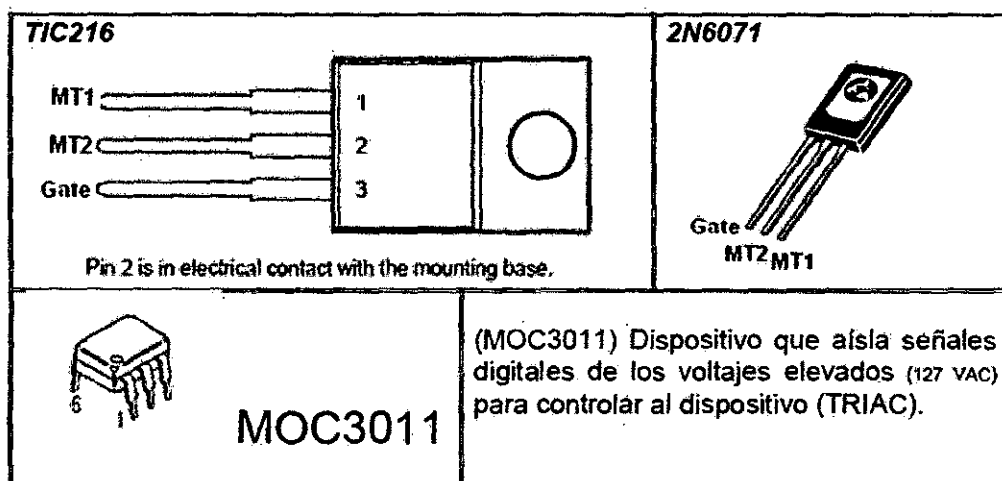 TIC216
MT1
1
MT2
2
Gate
3
Pin 2 is in electrical contact with the mounting base.
2N6071
Gate
MT2
MT1
6
1
MOC3011
(MOC3011) Dispositivo que aísla señales
digitales de los voltajes elevados (127 VAC)
para controlar al dispositivo (TRIAC).